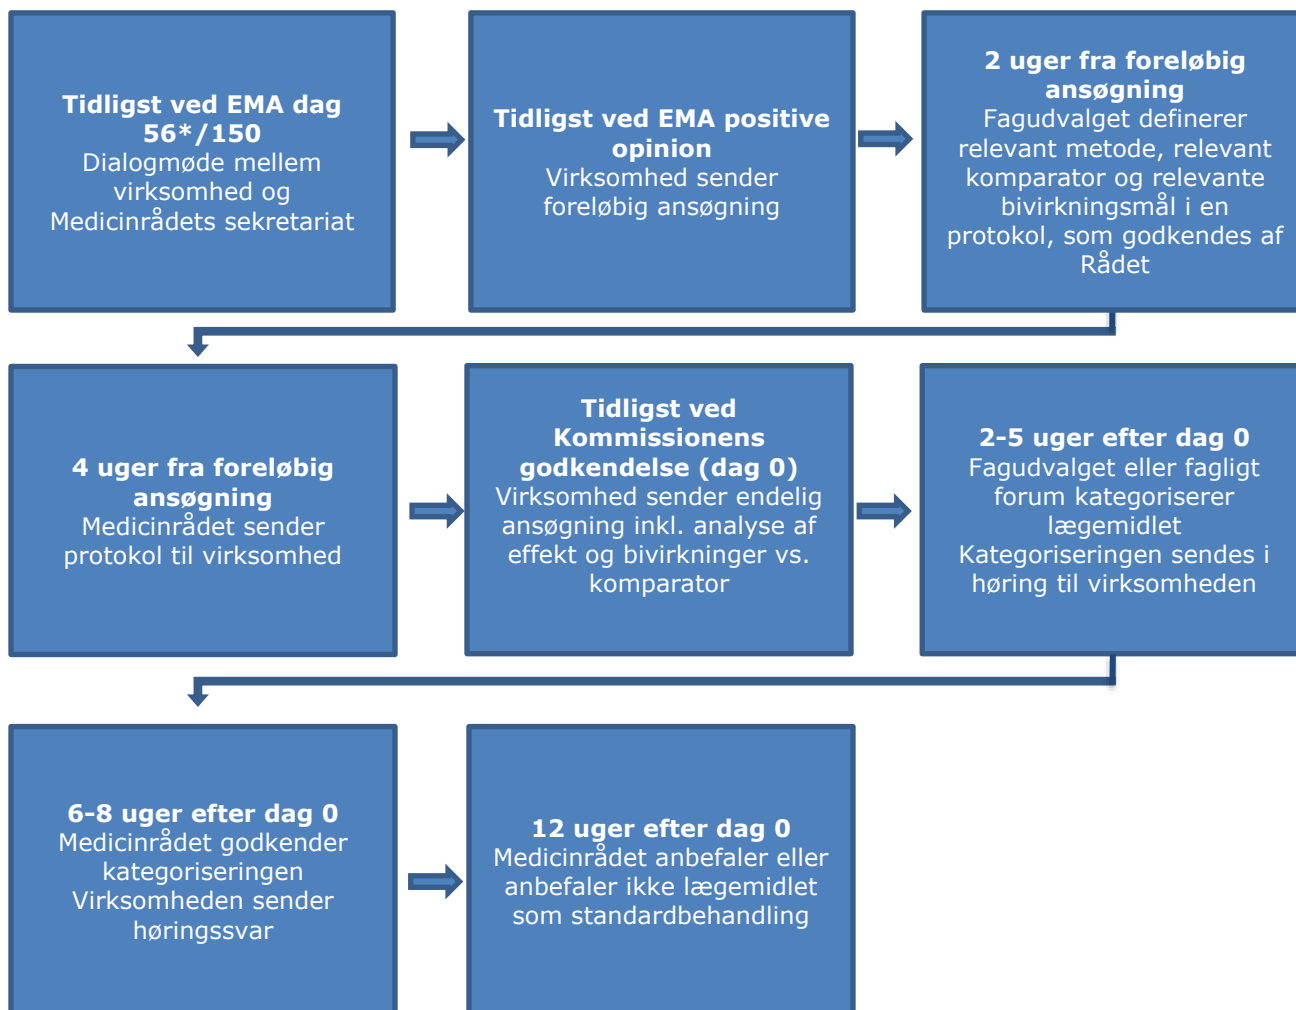 Tidligst ved EMA dag
56*/150
Dialogmøde mellem
virksomhed og
Medicinrådets sekretariat
Tidligst ved EMA positive
opinion
Virksomhed sender
foreløbig ansøgning
2 uger fra foreløbig
ansøgning
Fagudvalget definerer
relevant metode, relevant
komparator og relevante
bivirkningsmål i en
protokol, som godkendes af
Rådet
4 uger fra foreløbig
ansøgning
Medicinrådet sender
protokol til virksomhed
Tidligst ved
Kommissionens
godkendelse (dag 0)
Virksomhed sender endelig
ansøgning inkl. analyse af
effekt og bivirkninger vs.
komparator
2-5 uger efter dag 0
Fagudvalget eller fagligt
forum kategoriserer
lægemidlet
Kategoriseringen sendes i
høring til virksomheden
6-8 uger efter dag 0
Medicinrådet godkender
kategoriseringen
Virksomheden sender
høringssvar
12 uger efter dag 0
Medicinrådet anbefaler eller
anbefaler ikke lægemidlet
som standardbehandling